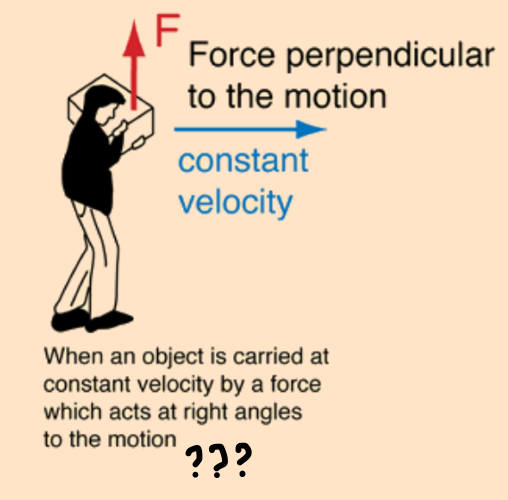 F
Force perpendicular
to the motion
constant
velocity
When an object is carried at
constant velocity by a force
which acts at right angles
to the motion ???